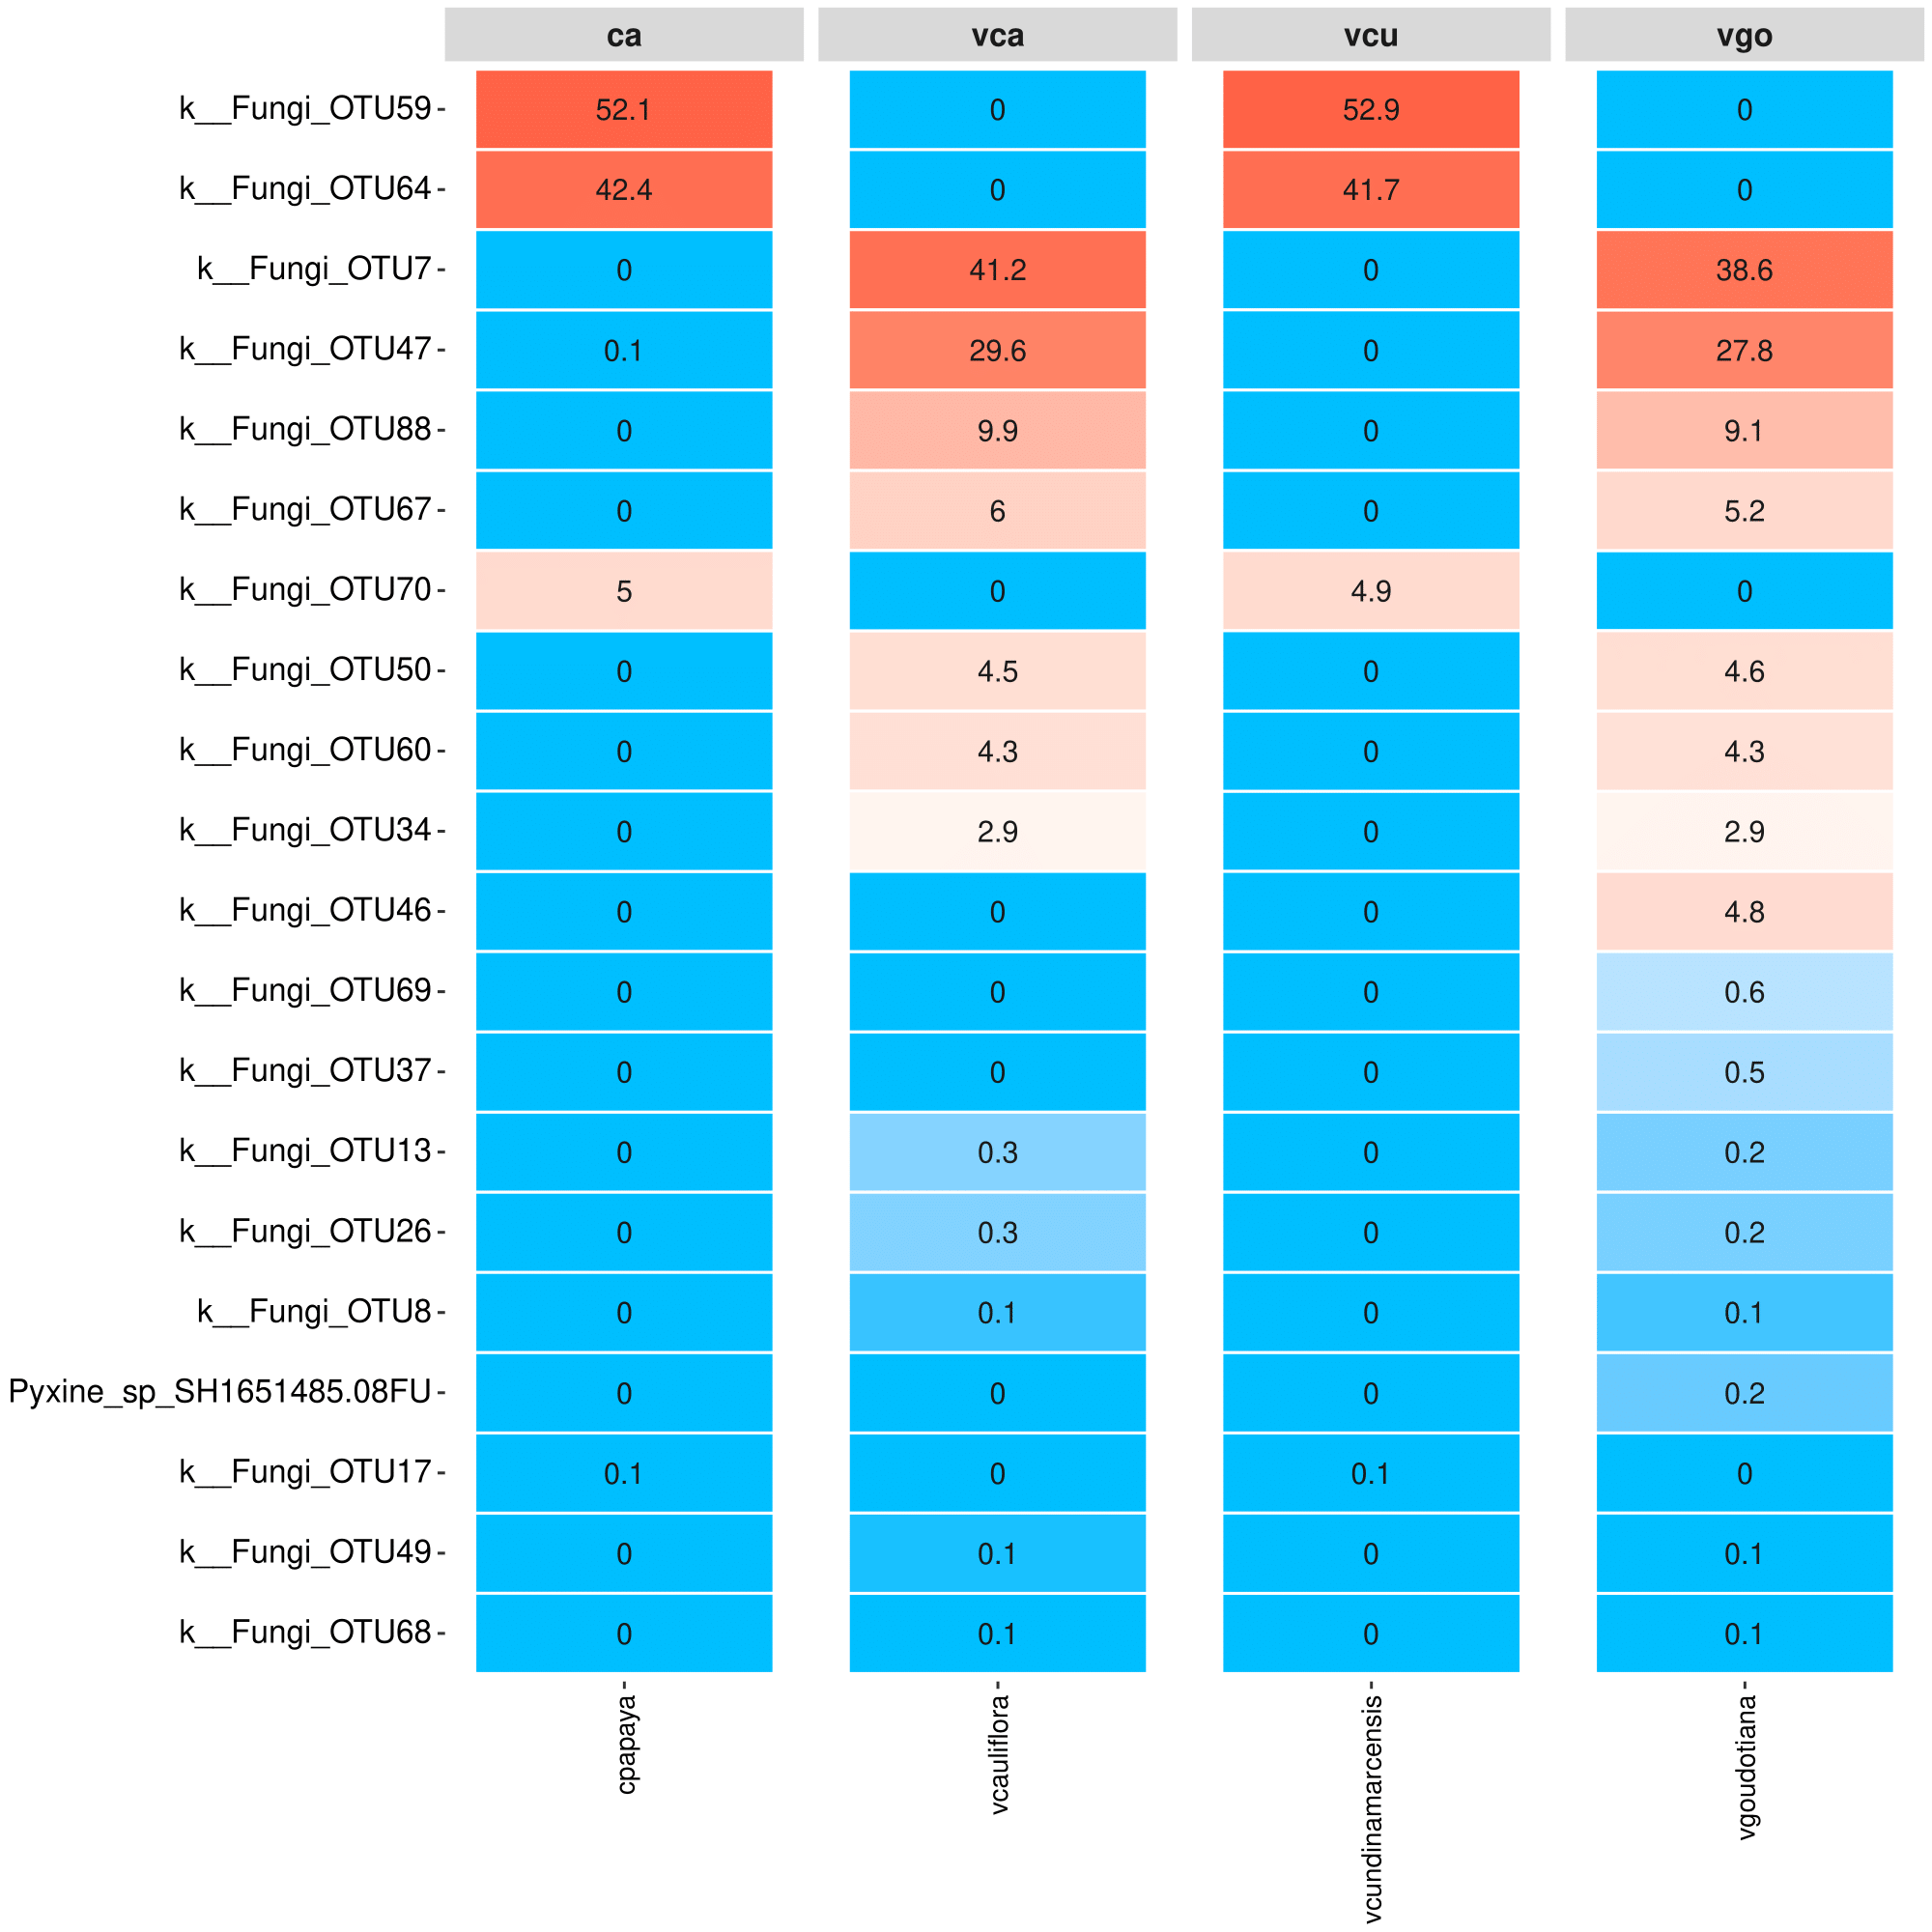 ca vca vcu vgo
k__Fungi_OTU59 52.1 0 52.9 0
k__Fungi_OTU64 42.4 0 41.7 0
k__Fungi_OTU7 0 41.2 0 38.6
k__Fungi_OTU47 0.1 29.6 0 27.8
k__Fungi_OTU88 0 9.9 0 9.1
k__Fungi_OTU67 0 6 0 5.2
k__Fungi_OTU70 5 0 4.9 0
k__Fungi_OTU50 0 4.5 0 4.6
k__Fungi_OTU60 0 4.3 0 4.3
k__Fungi_OTU34 0 2.9 0 2.9
k__Fungi_OTU46 0 0 0 4.8
k__Fungi_OTU69 0 0 0 0.6
k__Fungi_OTU37 0 0 0 0.5
k__Fungi_OTU13 0 0.3 0 0.2
k__Fungi_OTU26 0 0.3 0 0.2
k__Fungi_OTU8 0 0.1 0 0.1
Pyxine_sp_SH1651485.08FU 0 0 0 0.2
k__Fungi_OTU17 0.1 0 0.1 0
k__Fungi_OTU49 0 0.1 0 0.1
k__Fungi_OTU68 0 0.1 0 0.1
cpapaya
vcauliflora
vcundinamarcensis
vgoudotiana